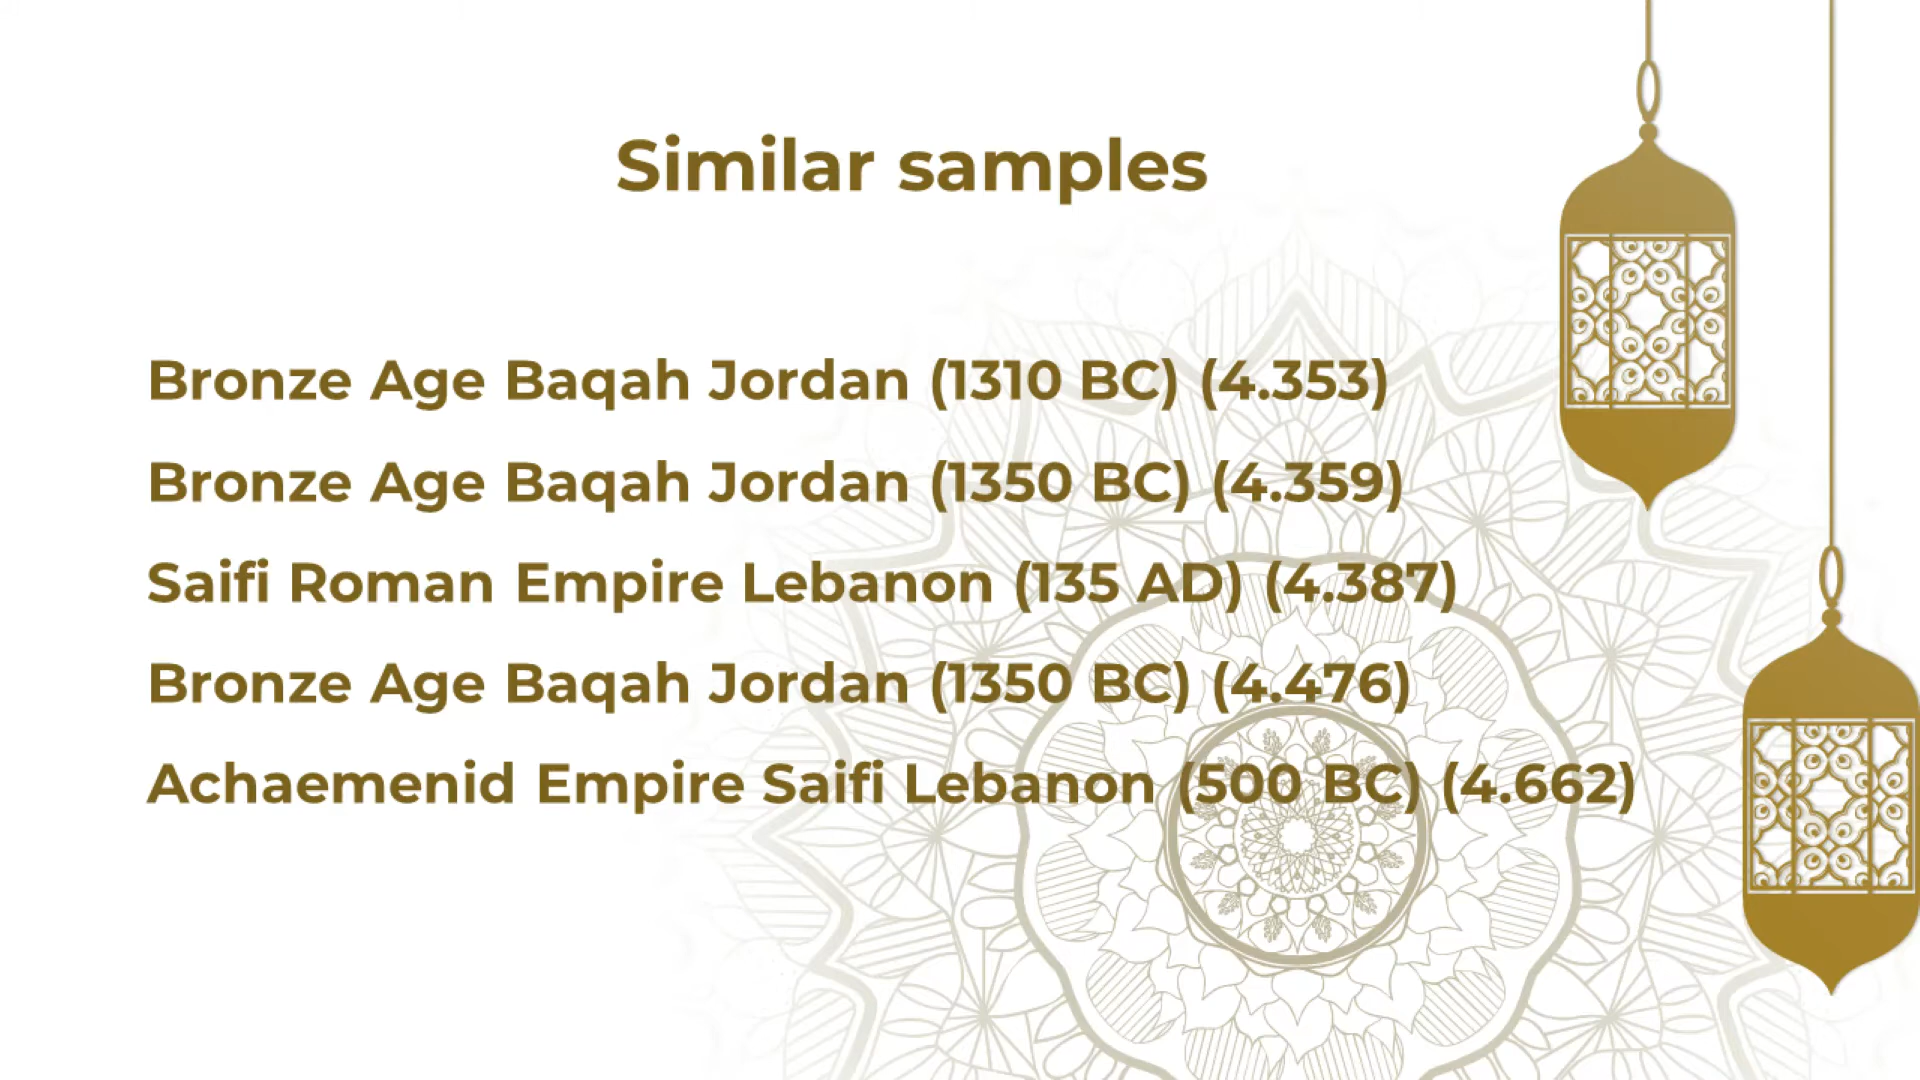 Similar samples
Bronze Age Baqah Jordan (1310 BC) (4.353)
Bronze Age Baqah Jordan (1350 BC) (4.359)
Saifi Roman Empire Lebanon (135 AD) (4.387)
Bronze Age Baqah Jordan (1350 BC) (4.476)
Achaemenid Empire Saifi Lebanon (500 BC) (4.662)